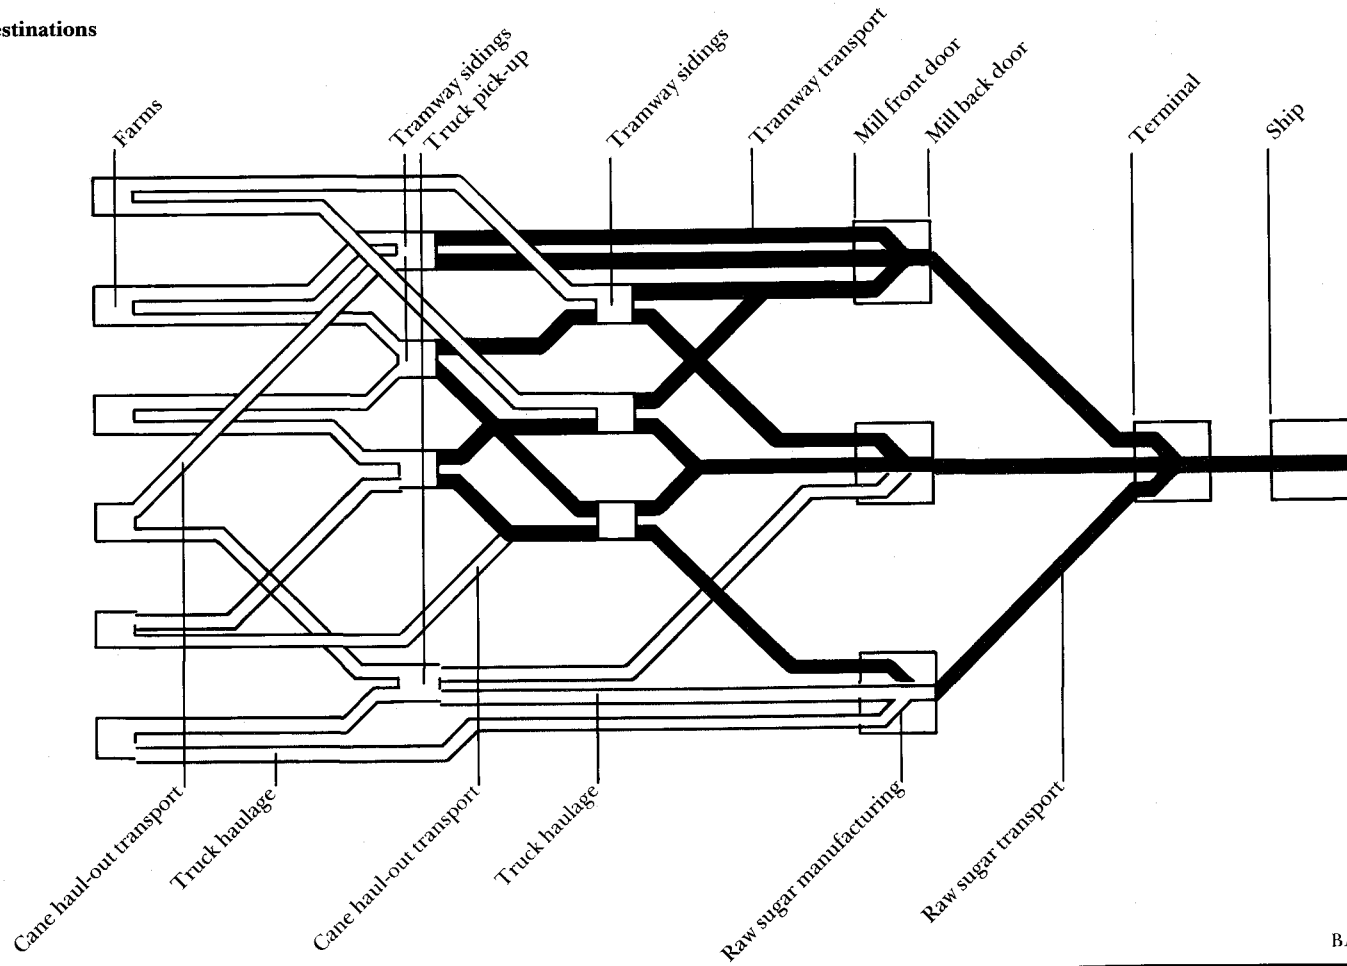 estinations
Farms
Tramway sidings
Truck pick-up
Tramway sidings
Tramway transport
Mill front door
Mill back door
Terminal
Ship
Cane haul-out transport
Truck haulage
Cane haul-out transport
Truck haulage
Raw sugar manufacturing
Raw sugar transport